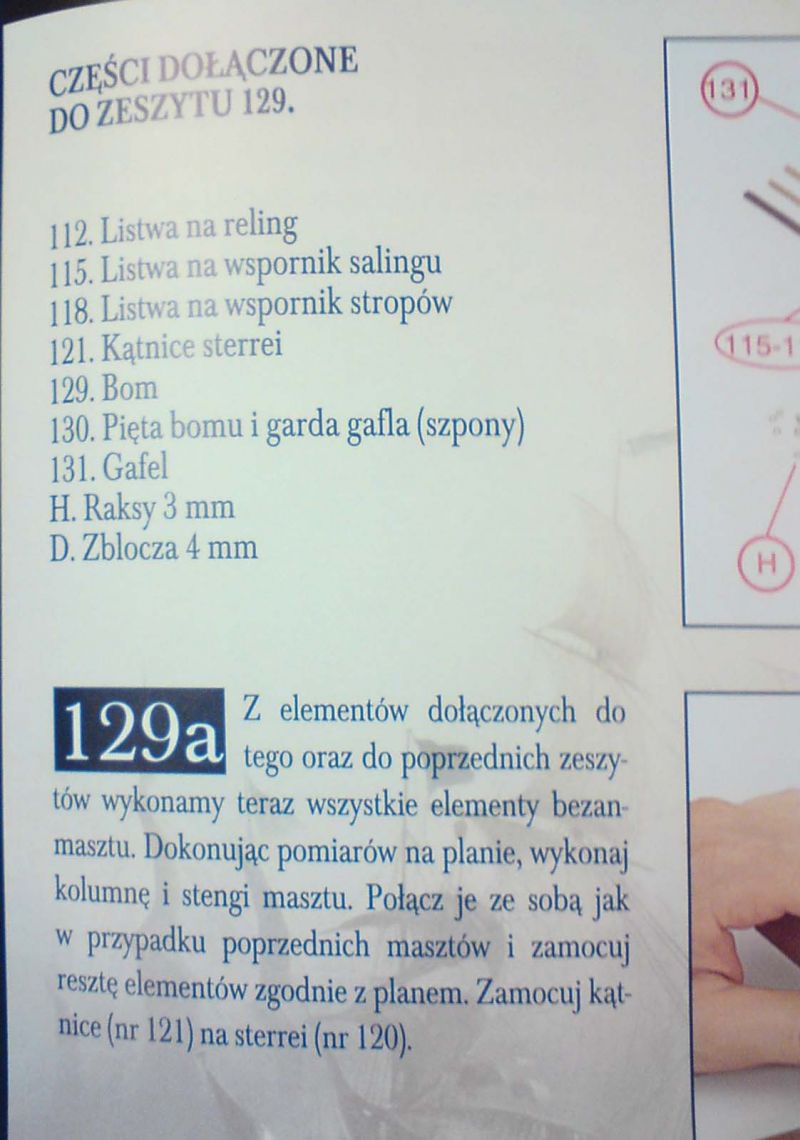 CZĘŚCI DOŁĄCZONE
DO ZESZYTU 129.
112. Listwa na reling
115. Listwa na wspornik salingu
118. Listwa na wspornik stropów
121. Kątnice sterrei
129. Bom
130. Pięta bomu i garda gafla (szpony)
131. Gafel
H. Raksy 3 mm
D. Zblocza 4 mm
129a Z elementów dołączonych do
tego oraz do poprzednich zeszy-
tów wykonamy teraz wszystkie elementy bezan-
masztu. Dokonując pomiarów na planie, wykonaj
kolumnę i stengi masztu. Połącz je ze sobą jak
w przypadku poprzednich masztów i zamocuj
resztę elementów zgodnie z planem. Zamocuj kąt-
nice (nr 121) na sterrei (nr 120).
131
115-1
H